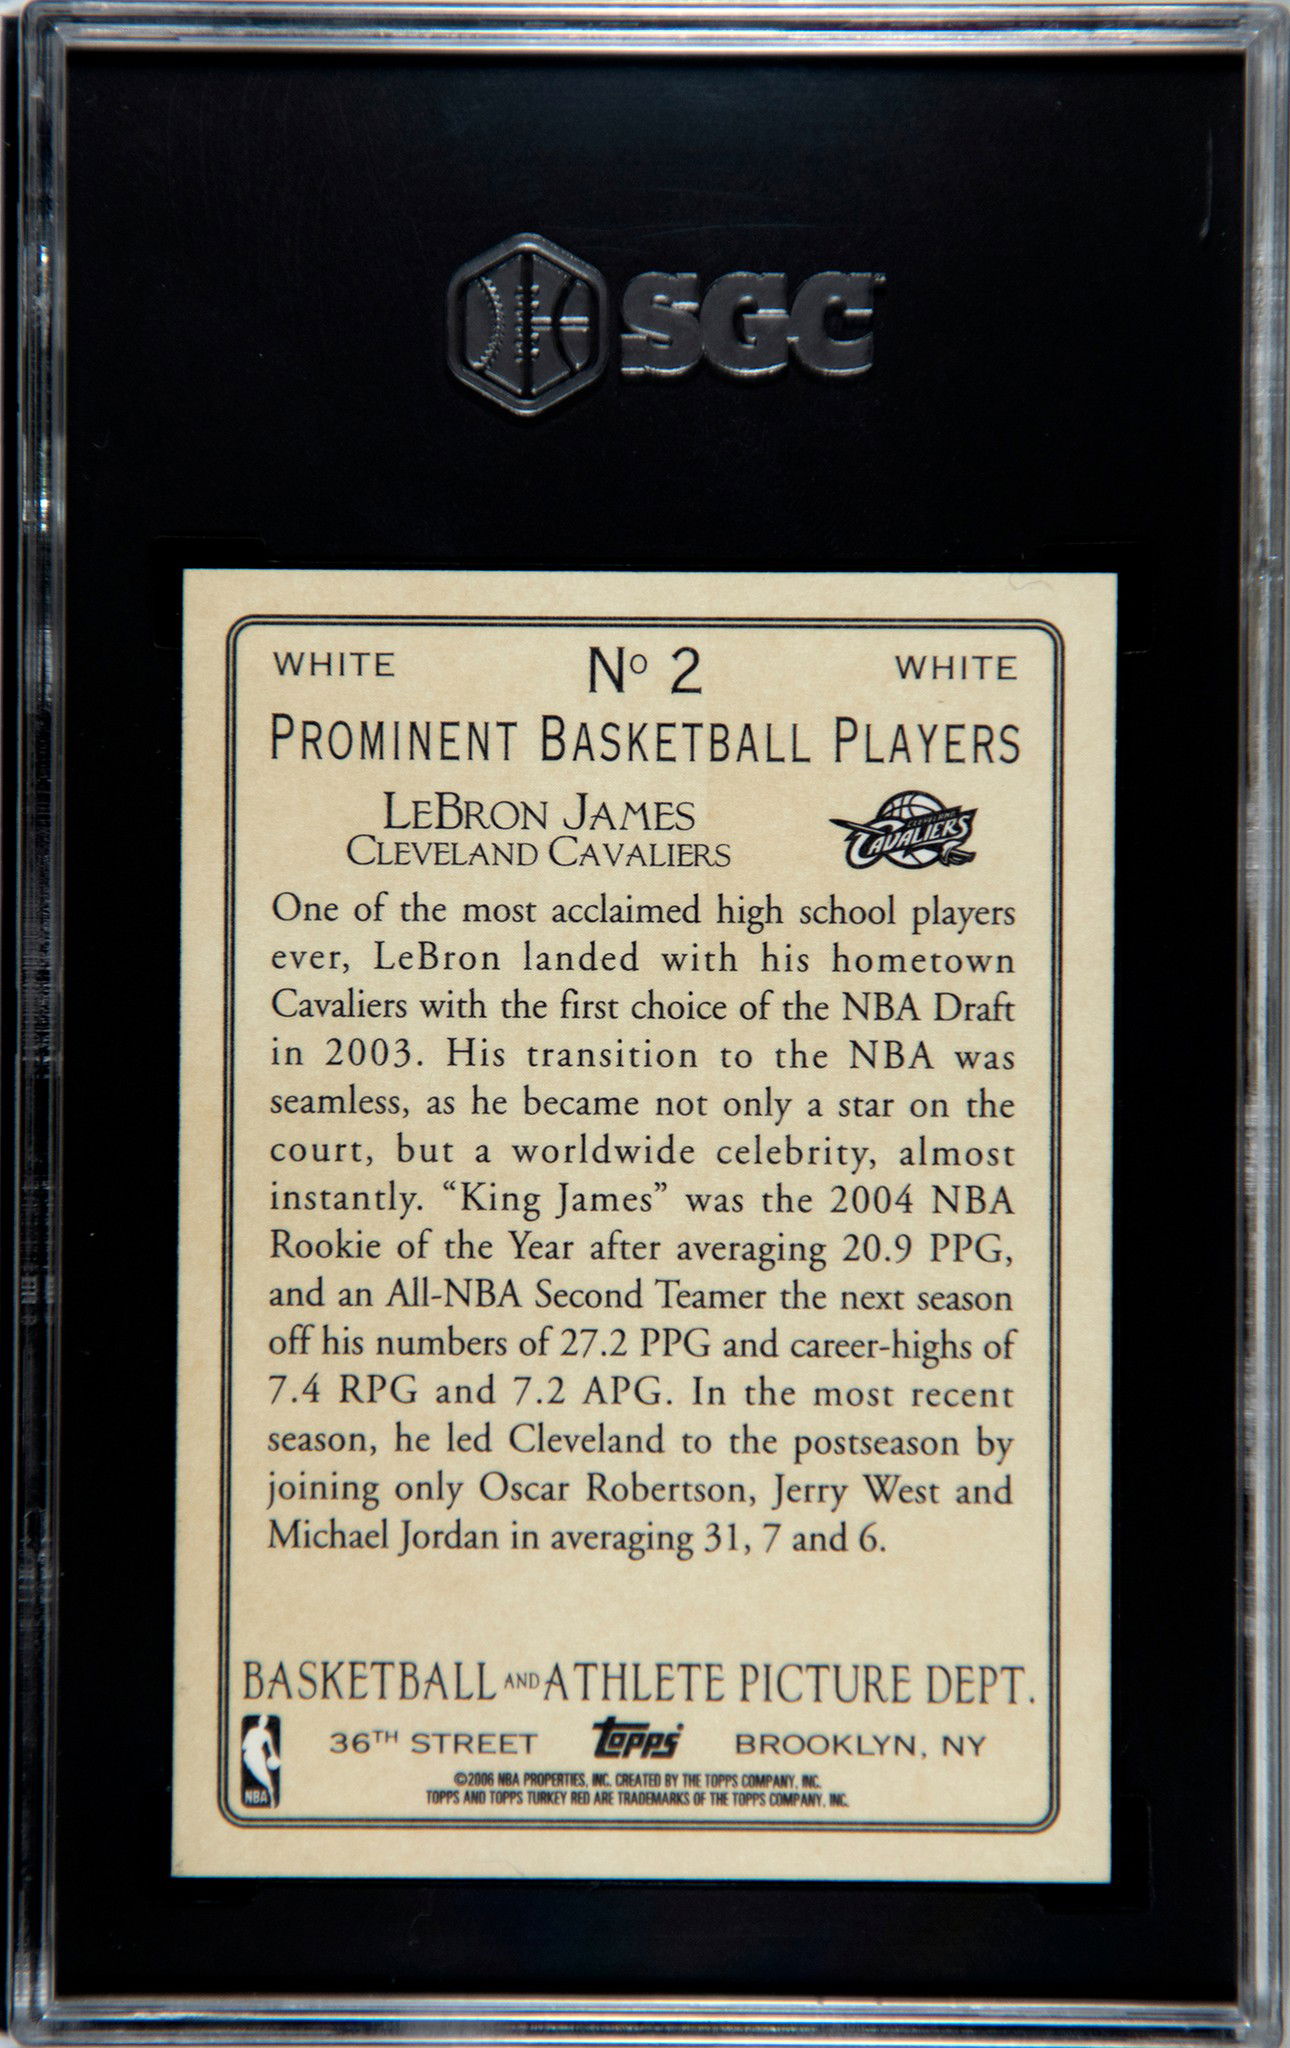 SGC
WHITE Nº 2 WHITE
PROMINENT BASKETBALL PLAYERS
LEBRON JAMES
CLEVELAND CAVALIERS
CLEVELAND
CAVALIERS
One of the most acclaimed high school players
ever, LeBron landed with his hometown
Cavaliers with the first choice of the NBA Draft
in 2003. His transition to the NBA was
seamless, as he became not only a star on the
court, but a worldwide celebrity, almost
instantly. “King James” was the 2004 NBA
Rookie of the Year after averaging 20.9 PPG,
and an All-NBA Second Teamer the next season
off his numbers of 27.2 PPG and career-highs of
7.4 RPG and 7.2 APG. In the most recent
season, he led Cleveland to the postseason by
joining only Oscar Robertson, Jerry West and
Michael Jordan in averaging 31, 7 and 6.
BASKETBALL AND ATHLETE PICTURE DEPT.
36TH STREET topps BROOKLYN, NY
NBA
©2006 NBA PROPERTIES, INC. CREATED BY THE TOPPS COMPANY, INC.
TOPPS AND TOPPS TURKEY RED ARE TRADEMARKS OF THE TOPPS COMPANY, INC.